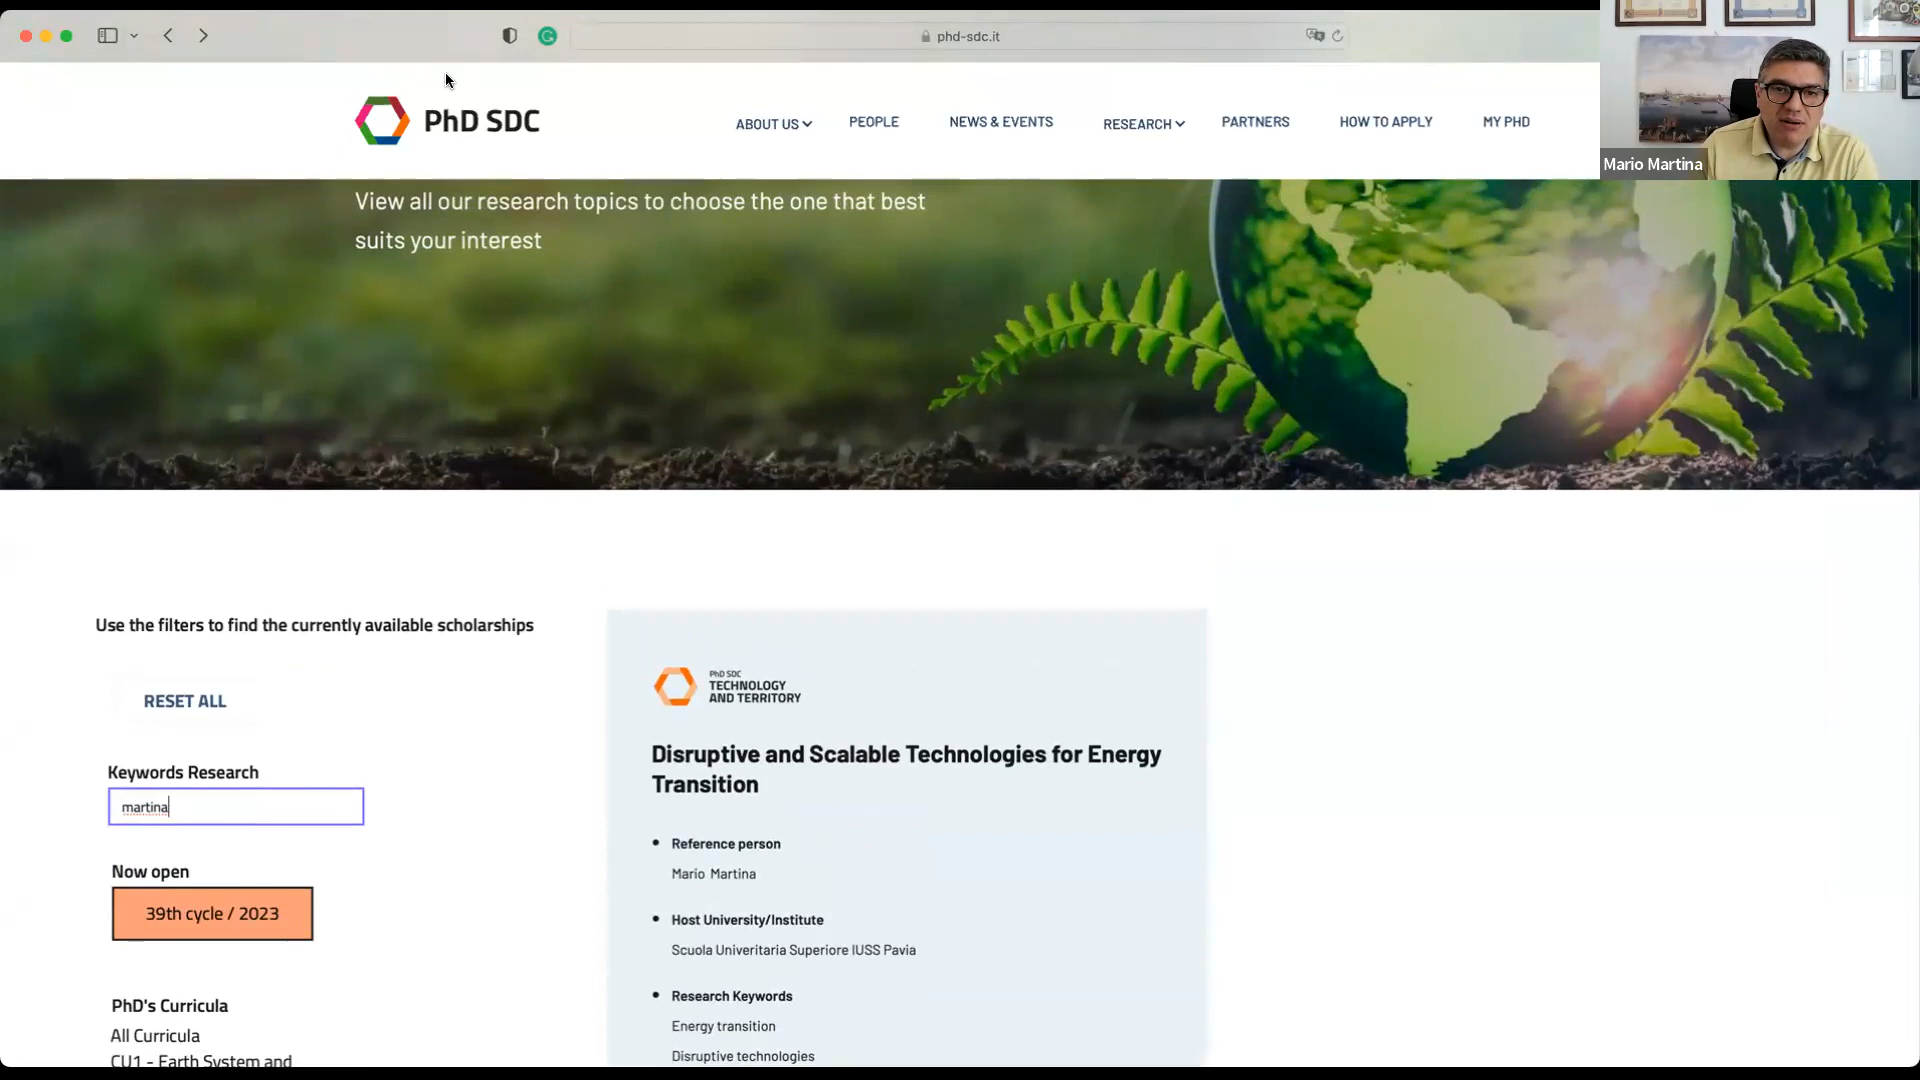 phd-sdc.it
PhD SDC
ABOUT US
PEOPLE
NEWS & EVENTS
RESEARCH
PARTNERS
HOW TO APPLY
MY PHD
Mario Martina
View all our research topics to choose the one that best
suits your interest
Use the filters to find the currently available scholarships
RESET ALL
Keywords Research
martina
Now open
39th cycle / 2023
PhD's Curricula
All Curricula
CU1 - Earth System and
PhD SDC
TECHNOLOGY
AND TERRITORY
Disruptive and Scalable Technologies for Energy
Transition
Reference person
Mario Martina
Host University/Institute
Scuola Univeritaria Superiore IUSS Pavia
Research Keywords
Energy transition
Disruptive technologies